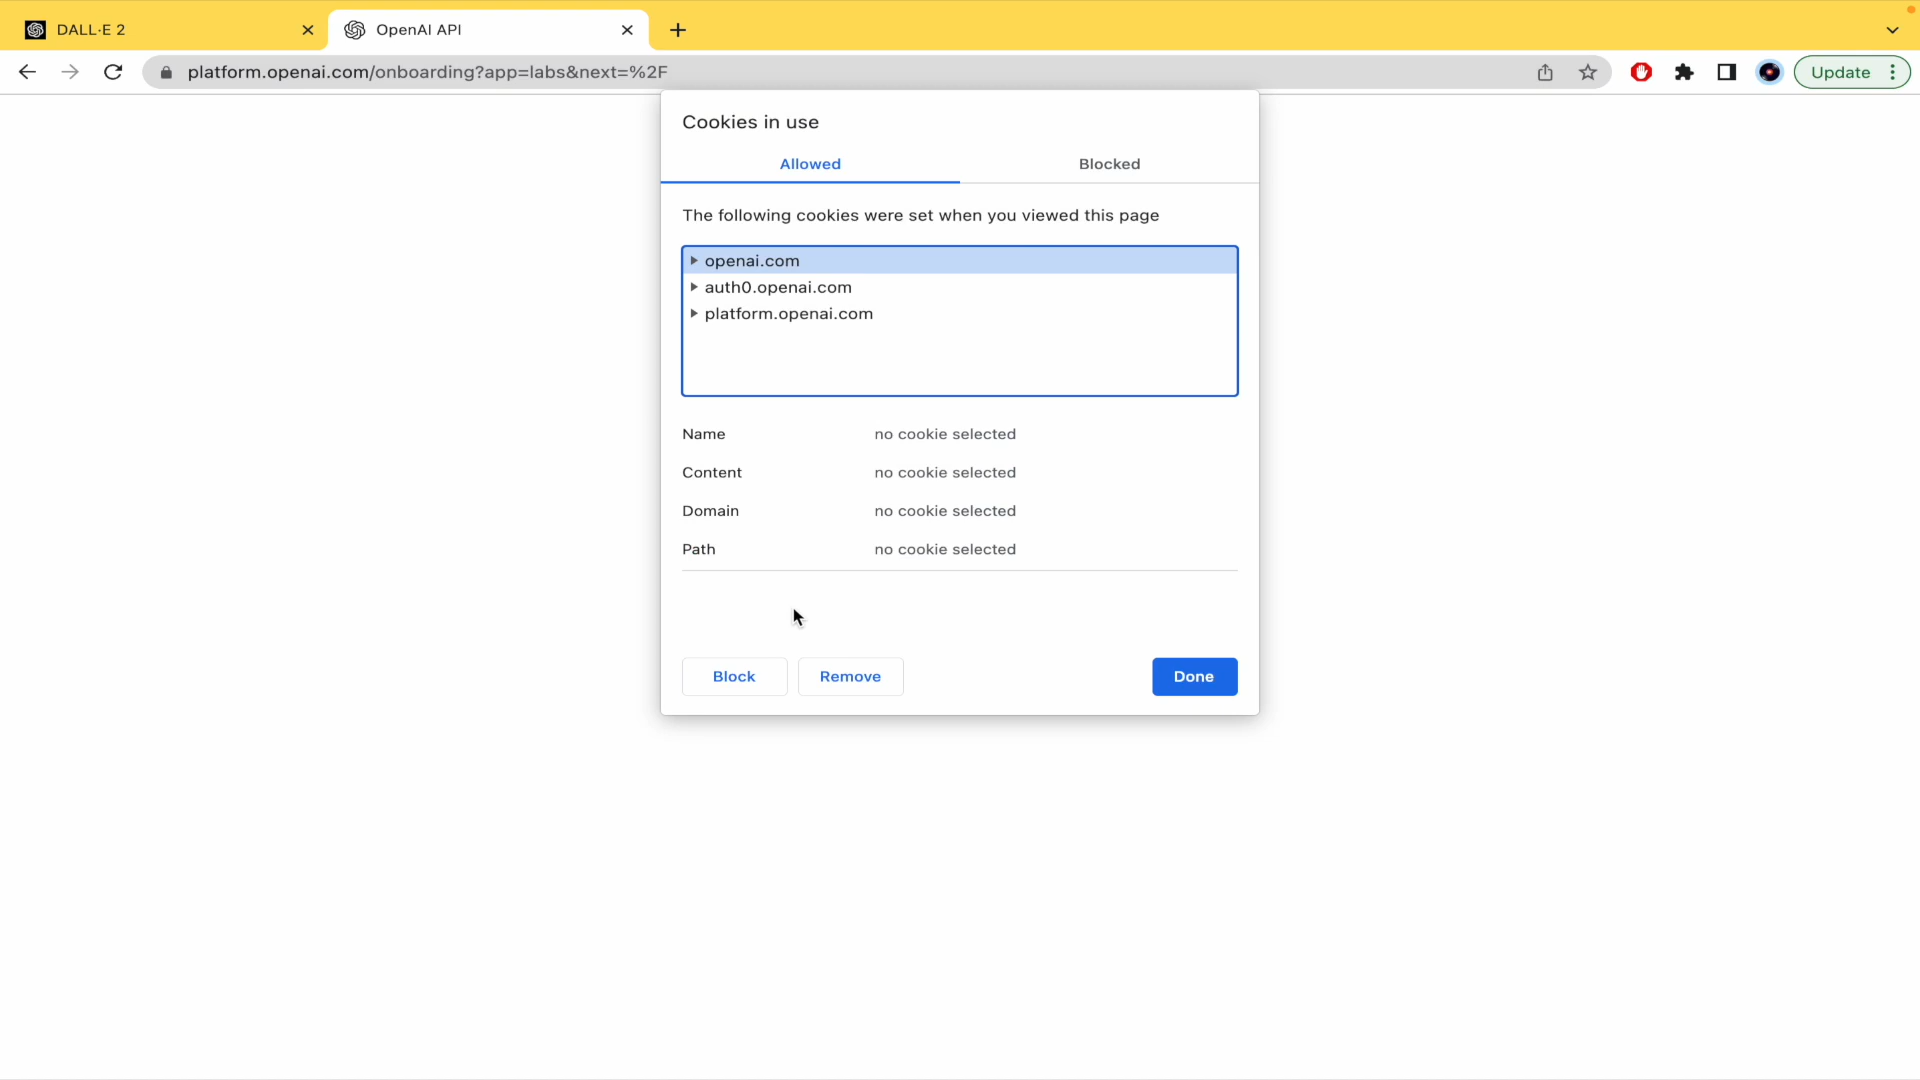 DALL·E 2
OpenAI API
platform.openai.com/onboarding?app=labs&next=%2F
Update
Cookies in use
Allowed
Blocked
The following cookies were set when you viewed this page
openai.com
auth0.openai.com
platform.openai.com
Name no cookie selected
Content no cookie selected
Domain no cookie selected
Path no cookie selected
Block
Remove
Done